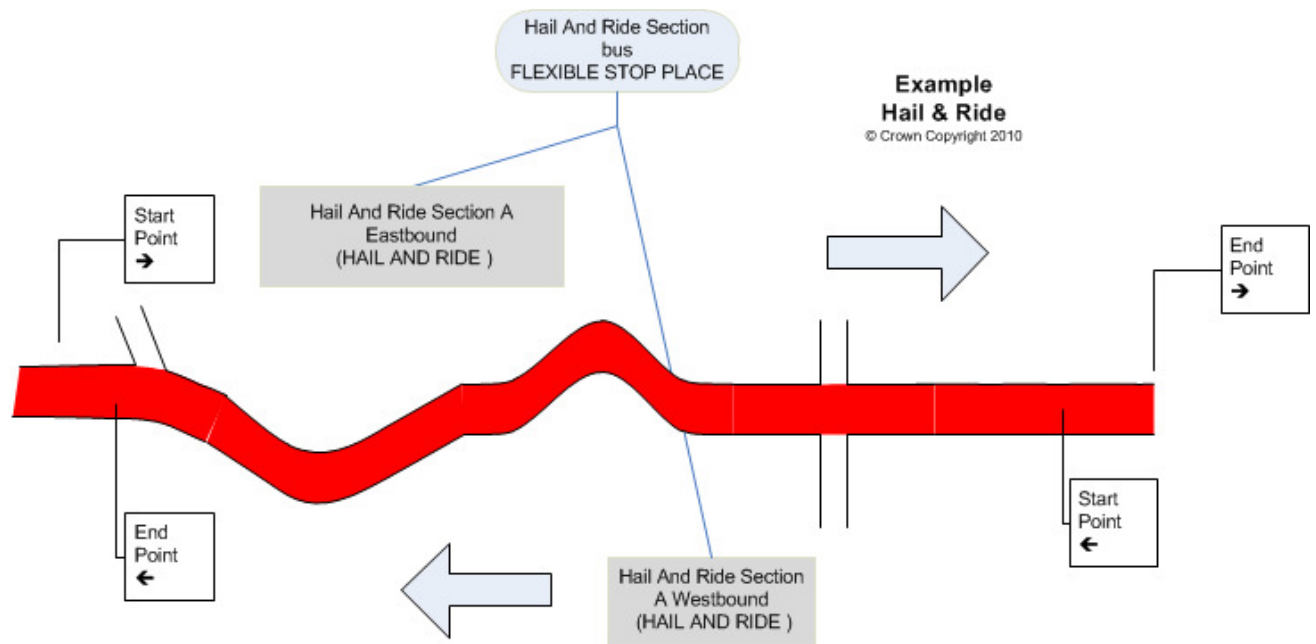 Hail And Ride Section
bus
FLEXIBLE STOP PLACE
Example
Hail & Ride
© Crown Copyright 2010
Hail And Ride Section A
Eastbound
(HAIL AND RIDE )
Start
Point
→
End
Point
→
End
Point
←
Start
Point
←
Hail And Ride Section
A Westbound
(HAIL AND RIDE )